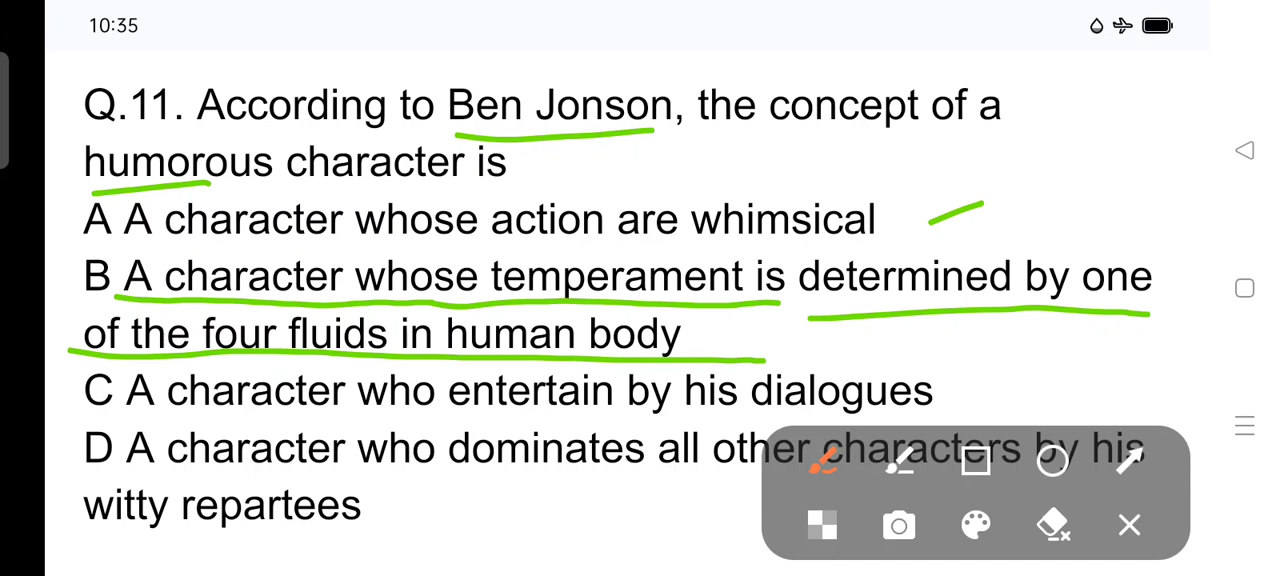 10:35
Q.11. According to Ben Jonson, the concept of a
humorous character is
A A character whose action are whimsical
B A character whose temperament is determined by one
of the four fluids in human body
C A character who entertain by his dialogues
D A character who dominates all other characters by his
witty repartees